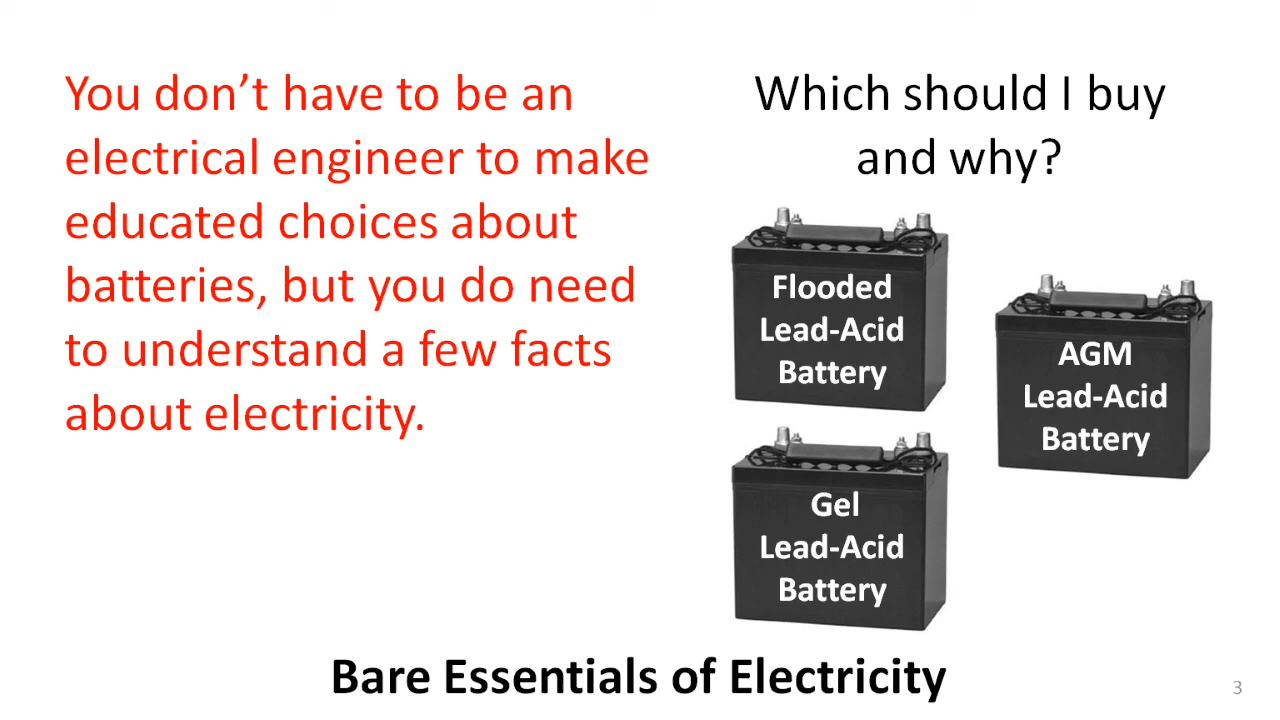 You don’t have to be an
electrical engineer to make
educated choices about
batteries, but you do need
to understand a few facts
about electricity.
Which should I buy
and why?
Flooded
Lead-Acid
Battery
AGM
Lead-Acid
Battery
Gel
Lead-Acid
Battery
Bare Essentials of Electricity
3